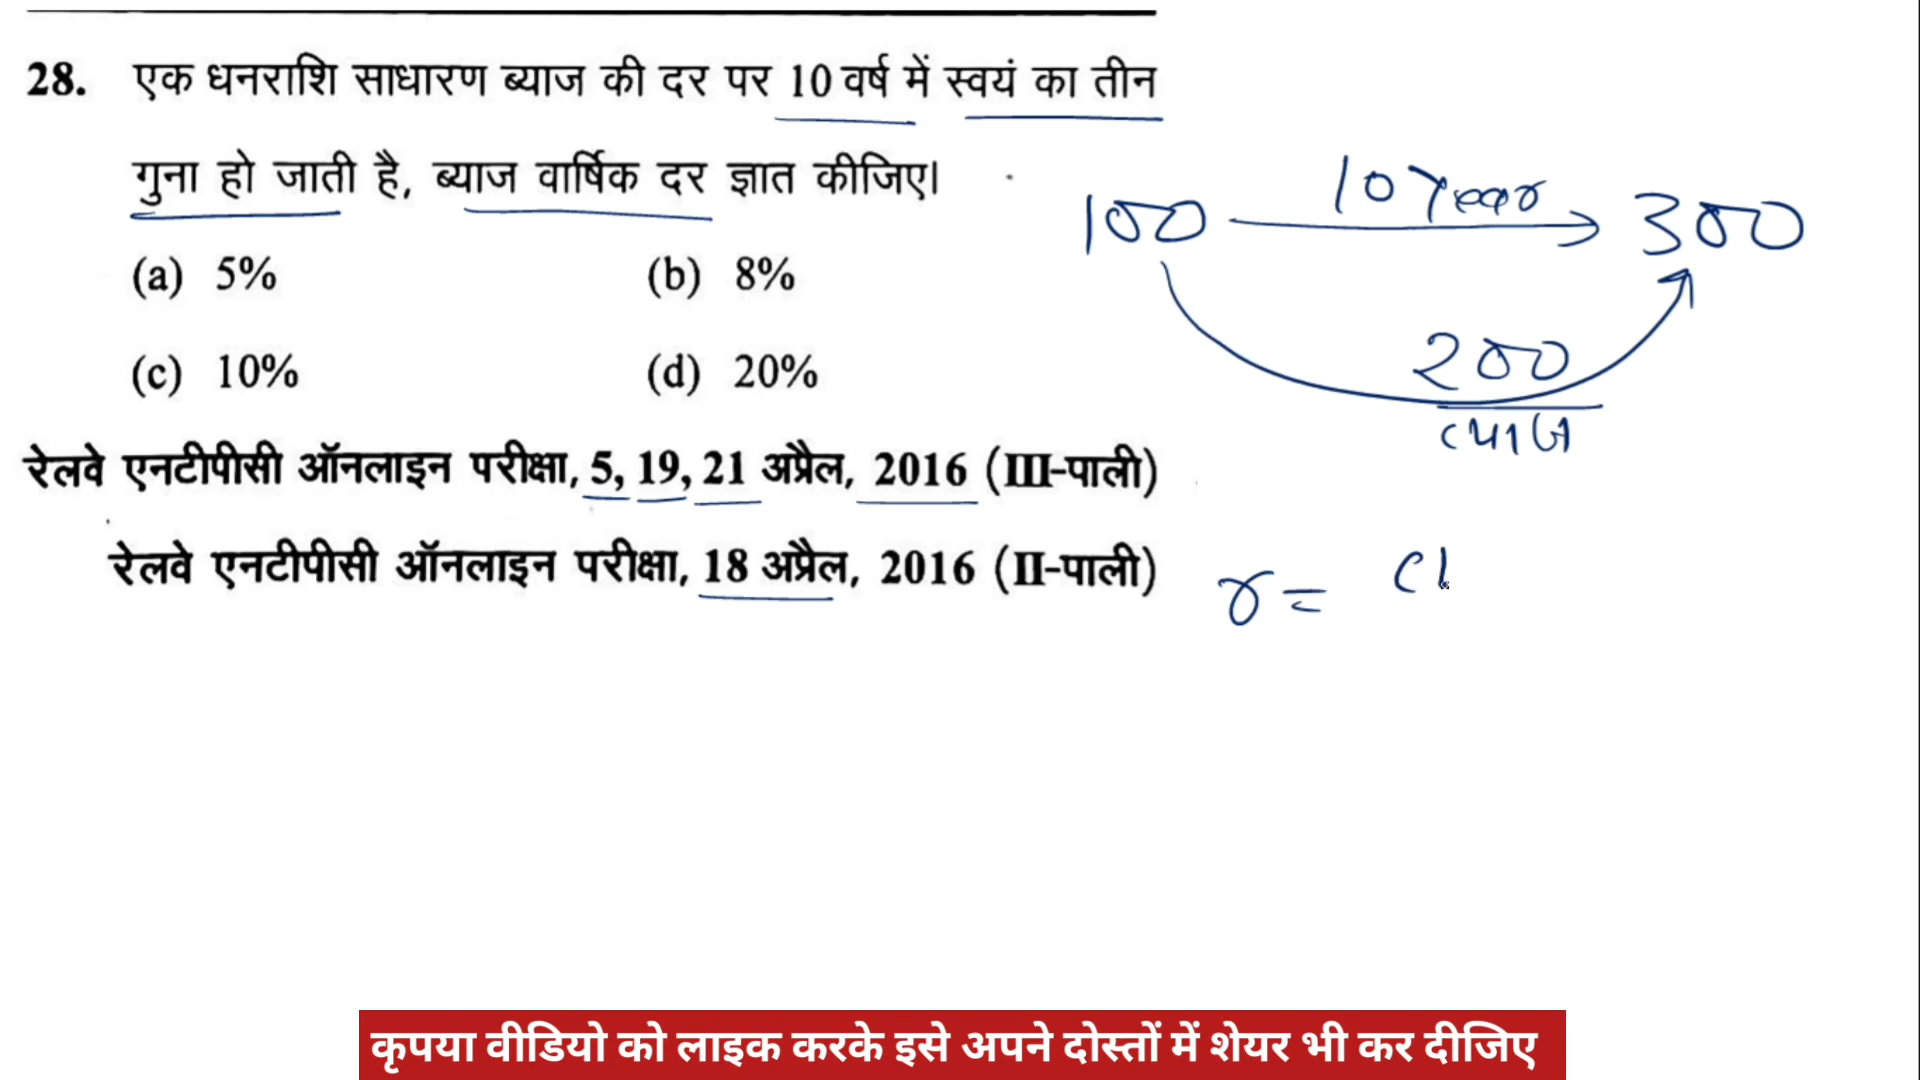 28. एक धनराशि साधारण ब्याज की दर पर 10 वर्ष में स्वयं का तीन
गुना हो जाती है, ब्याज वार्षिक दर ज्ञात कीजिए।
(a) 5% (b) 8%
(c) 10% (d) 20%
रेलवे एनटीपीसी ऑनलाइन परीक्षा, 5, 19, 21 अप्रैल, 2016 (III-पाली)
रेलवे एनटीपीसी ऑनलाइन परीक्षा, 18 अप्रैल, 2016 (II-पाली)
10 Year
100 300
200
ब्याज
r =
कृपया वीडियो को लाइक करके इसे अपने दोस्तों में शेयर भी कर दीजिए